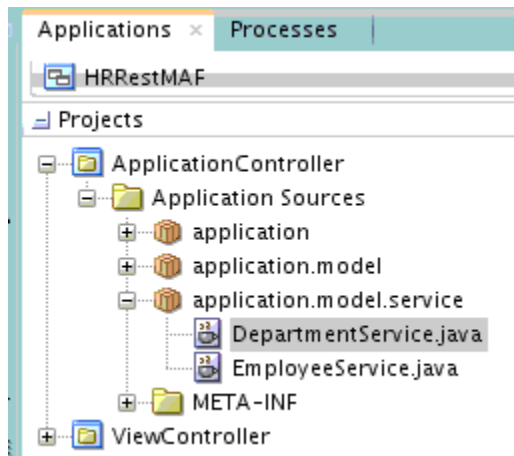 Applications × Processes
HRRestMAF
Projects
ApplicationController
Application Sources
application
application.model
application.model.service
DepartmentService.java
EmployeeService.java
META-INF
ViewController